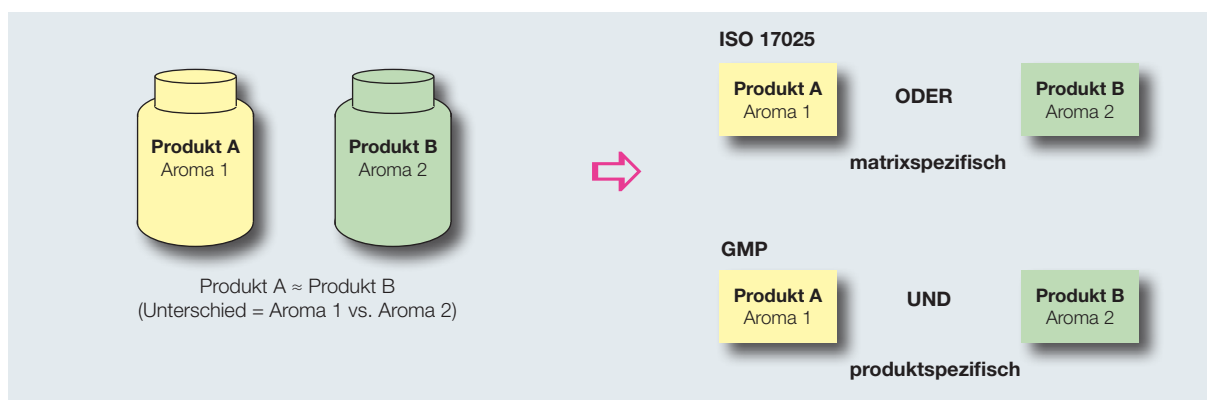 Produkt A
Aroma 1
Produkt B
Aroma 2
Produkt A ≈ Produkt B
(Unterschied = Aroma 1 vs. Aroma 2)
ISO 17025
Produkt A
Aroma 1
ODER
Produkt B
Aroma 2
matrixspezifisch
GMP
Produkt A
Aroma 1
UND
Produkt B
Aroma 2
produktspezifisch